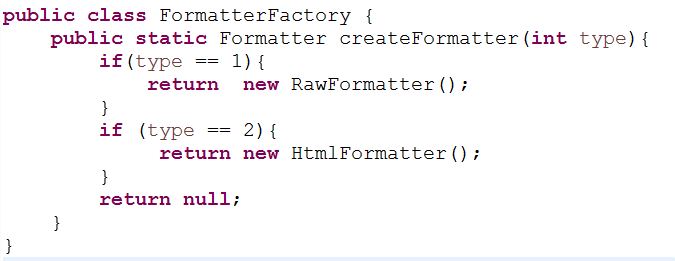 public class FormatterFactory {
    public static Formatter createFormatter(int type){
        if(type == 1){
            return  new RawFormatter();
        }
        if (type == 2){
             return new HtmlFormatter();
        }
        return null;
    }
}